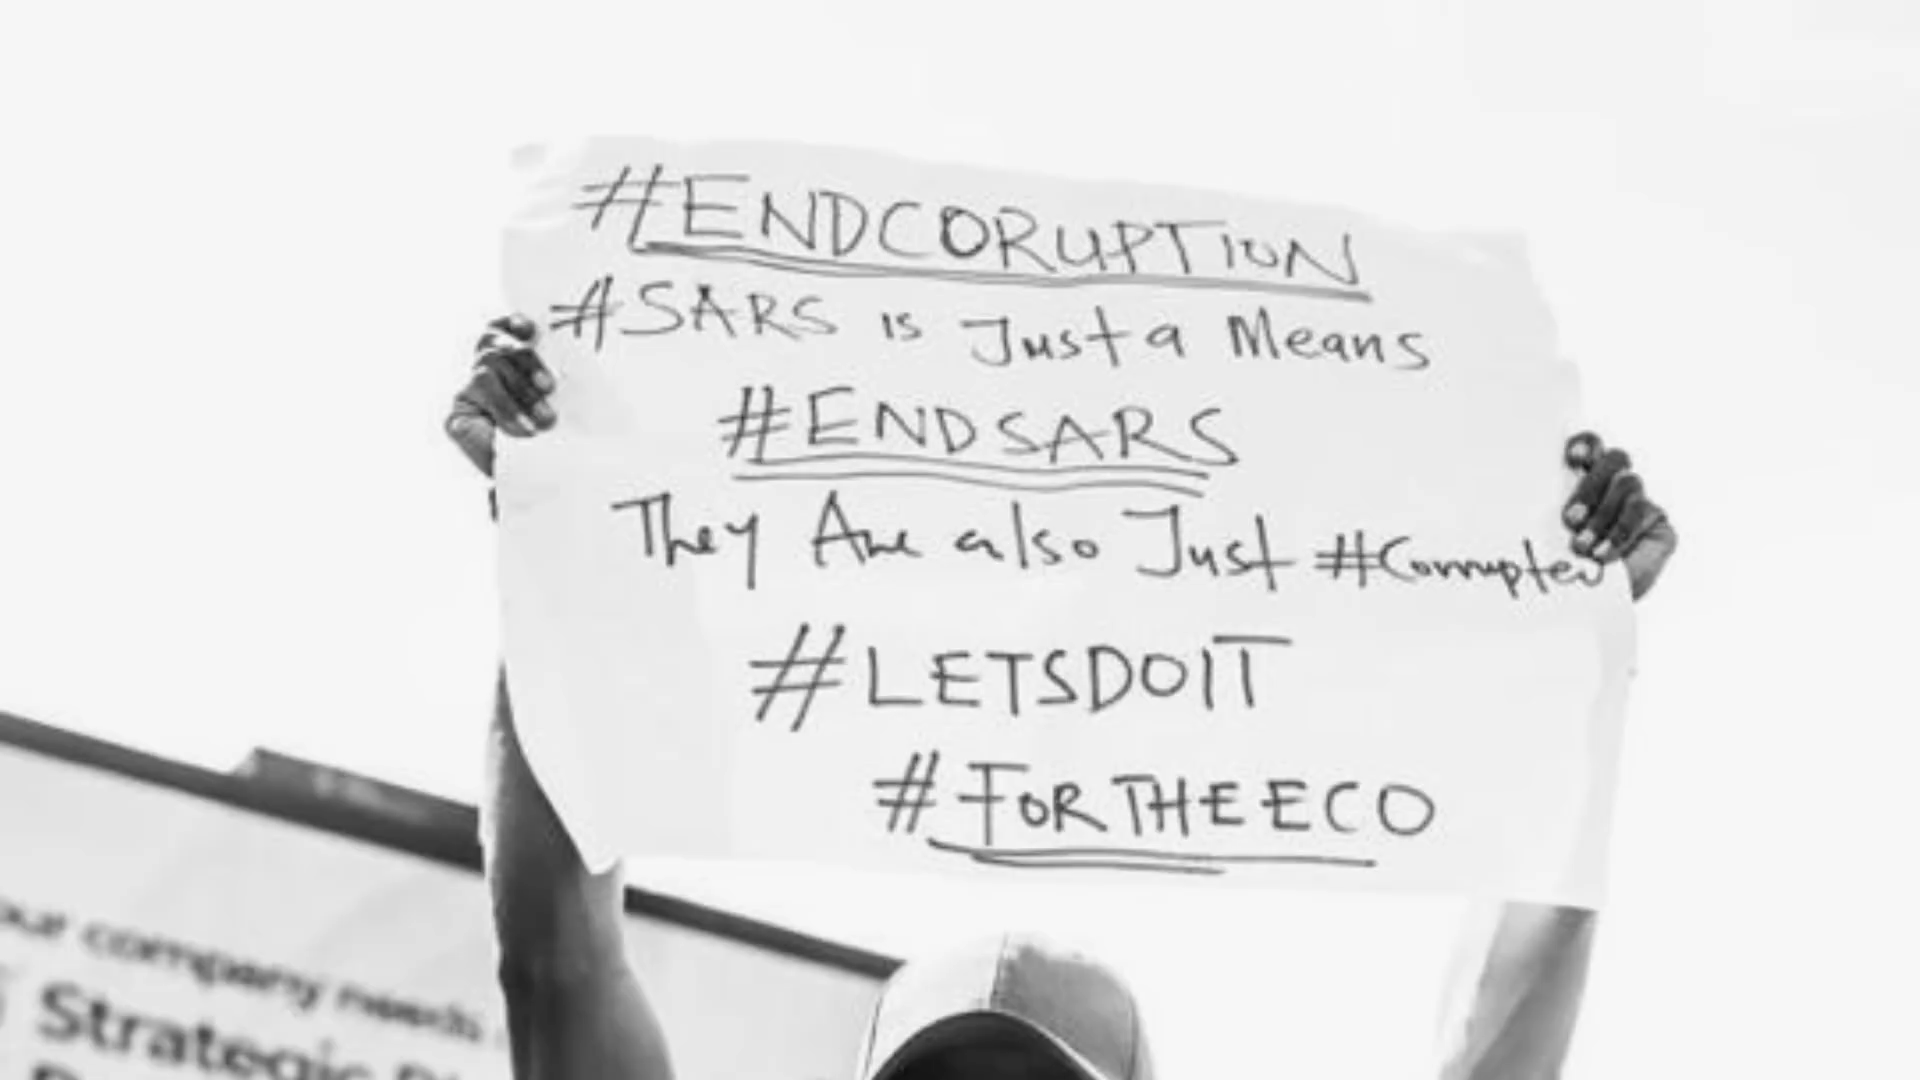 #ENDCORUPTION
#SARS is Just a Means
#ENDSARS
They Are also Just #Corrupted
#LETSDOIT
#FORTHEECO
our company needs
Strategic